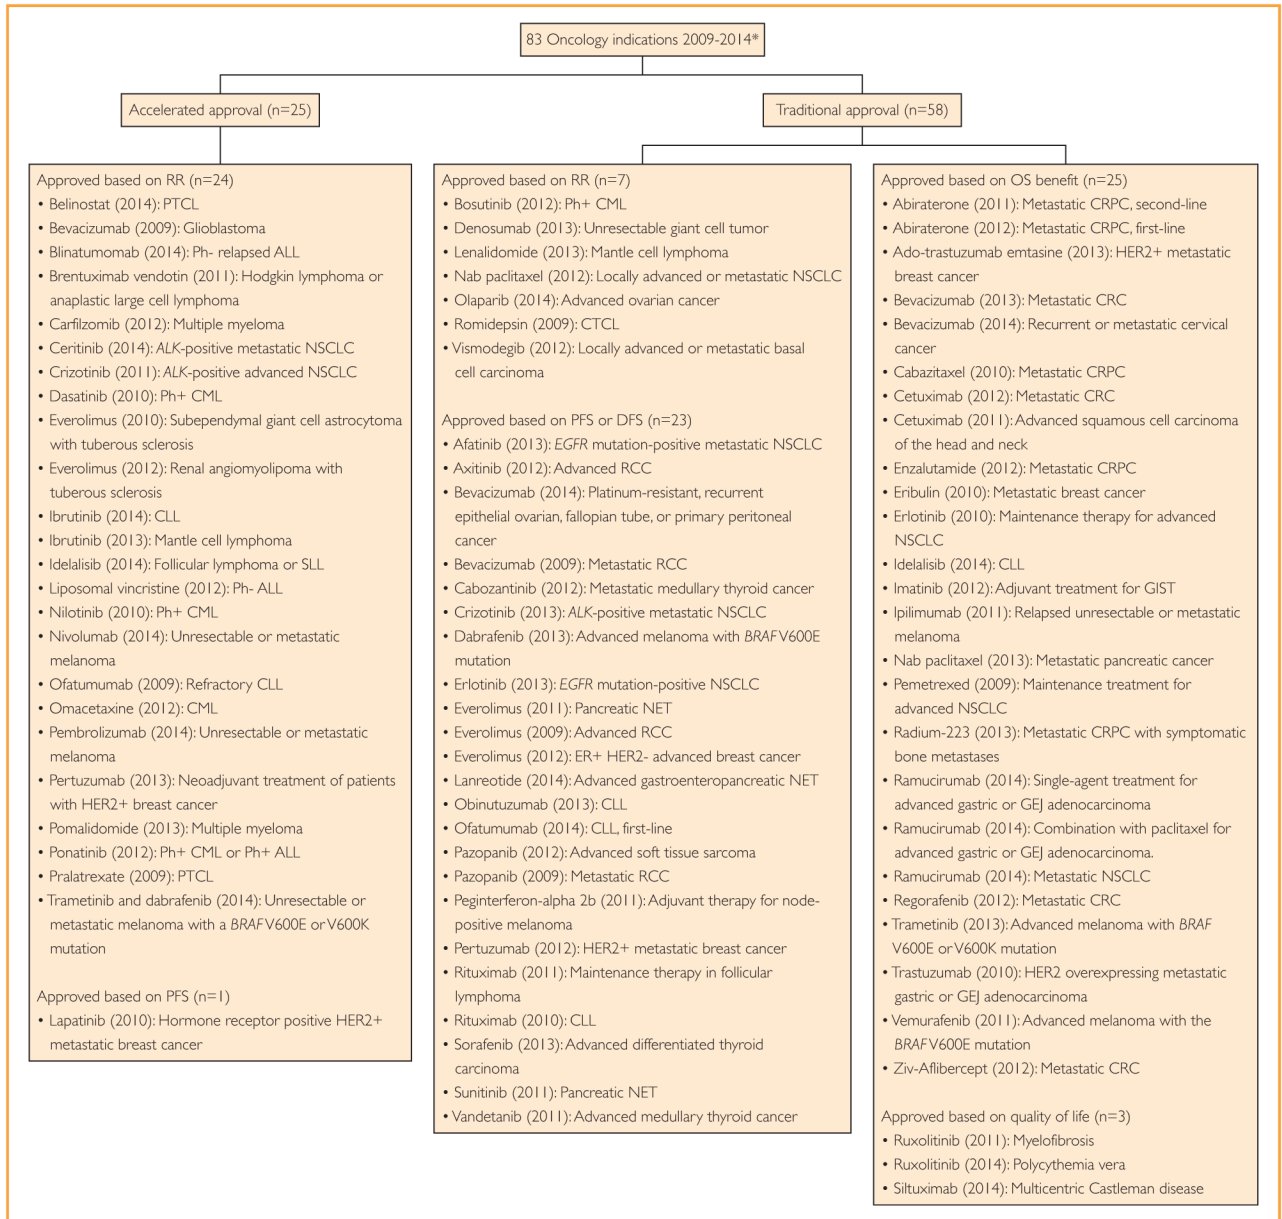 83 Oncology indications 2009-2014*
Accelerated approval (n=25)
Traditional approval (n=58)
Approved based on RR (n=24)
• Belinostat (2014): PTCL
• Bevacizumab (2009): Glioblastoma
• Blinatumomab (2014): Ph- relapsed ALL
• Brentuximab vendotin (2011): Hodgkin lymphoma or
anaplastic large cell lymphoma
• Carfilzomib (2012): Multiple myeloma
• Ceritinib (2014): ALK-positive metastatic NSCLC
• Crizotinib (2011): ALK-positive advanced NSCLC
• Dasatinib (2010): Ph+ CML
• Everolimus (2010): Subependymal giant cell astrocytoma
with tuberous sclerosis
• Everolimus (2012): Renal angiomyolipoma with
tuberous sclerosis
• Ibrutinib (2014): CLL
• Ibrutinib (2013): Mantle cell lymphoma
• Idelalisib (2014): Follicular lymphoma or SLL
• Liposomal vincristine (2012): Ph- ALL
• Nilotinib (2010): Ph+ CML
• Nivolumab (2014): Unresectable or metastatic
melanoma
• Ofatumumab (2009): Refractory CLL
• Omacetaxine (2012): CML
• Pembrolizumab (2014): Unresectable or metastatic
melanoma
• Pertuzumab (2013): Neoadjuvant treatment of patients
with HER2+ breast cancer
• Pomalidomide (2013): Multiple myeloma
• Ponatinib (2012): Ph+ CML or Ph+ ALL
• Pralatrexate (2009): PTCL
• Trametinib and dabrafenib (2014): Unresectable or
metastatic melanoma with a BRAF V600E or V600K
mutation
Approved based on PFS (n=1)
• Lapatinib (2010): Hormone receptor positive HER2+
metastatic breast cancer
Approved based on RR (n=7)
• Bosutinib (2012): Ph+ CML
• Denosumab (2013): Unresectable giant cell tumor
• Lenalidomide (2013): Mantle cell lymphoma
• Nab paclitaxel (2012): Locally advanced or metastatic NSCLC
• Olaparib (2014): Advanced ovarian cancer
• Romidepsin (2009): CTCL
• Vismodegib (2012): Locally advanced or metastatic basal
cell carcinoma
Approved based on PFS or DFS (n=23)
• Afatinib (2013): EGFR mutation-positive metastatic NSCLC
• Axitinib (2012): Advanced RCC
• Bevacizumab (2014): Platinum-resistant, recurrent
epithelial ovarian, fallopian tube, or primary peritoneal
cancer
• Bevacizumab (2009): Metastatic RCC
• Cabozantinib (2012): Metastatic medullary thyroid cancer
• Crizotinib (2013): ALK-positive metastatic NSCLC
• Dabrafenib (2013): Advanced melanoma with BRAF V600E
mutation
• Erlotinib (2013): EGFR mutation-positive NSCLC
• Everolimus (2011): Pancreatic NET
• Everolimus (2009): Advanced RCC
• Everolimus (2012): ER+ HER2- advanced breast cancer
• Lanreotide (2014): Advanced gastroenteropancreatic NET
• Obinutuzumab (2013): CLL
• Ofatumumab (2014): CLL, first-line
• Pazopanib (2012): Advanced soft tissue sarcoma
• Pazopanib (2009): Metastatic RCC
• Peginterferon-alpha 2b (2011): Adjuvant therapy for node-
positive melanoma
• Pertuzumab (2012): HER2+ metastatic breast cancer
• Rituximab (2011): Maintenance therapy in follicular
lymphoma
• Rituximab (2010): CLL
• Sorafenib (2013): Advanced differentiated thyroid
carcinoma
• Sunitinib (2011): Pancreatic NET
• Vandetanib (2011): Advanced medullary thyroid cancer
Approved based on OS benefit (n=25)
• Abiraterone (2011): Metastatic CRPC, second-line
• Abiraterone (2012): Metastatic CRPC, first-line
• Ado-trastuzumab emtasine (2013): HER2+ metastatic
breast cancer
• Bevacizumab (2013): Metastatic CRC
• Bevacizumab (2014): Recurrent or metastatic cervical
cancer
• Cabazitaxel (2010): Metastatic CRPC
• Cetuximab (2012): Metastatic CRC
• Cetuximab (2011): Advanced squamous cell carcinoma
of the head and neck
• Enzalutamide (2012): Metastatic CRPC
• Eribulin (2010): Metastatic breast cancer
• Erlotinib (2010): Maintenance therapy for advanced
NSCLC
• Idelalisib (2014): CLL
• Imatinib (2012): Adjuvant treatment for GIST
• Ipilimumab (2011): Relapsed unresectable or metastatic
melanoma
• Nab paclitaxel (2013): Metastatic pancreatic cancer
• Pemetrexed (2009): Maintenance treatment for
advanced NSCLC
• Radium-223 (2013): Metastatic CRPC with symptomatic
bone metastases
• Ramucirumab (2014): Single-agent treatment for
advanced gastric or GEJ adenocarcinoma
• Ramucirumab (2014): Combination with paclitaxel for
advanced gastric or GEJ adenocarcinoma.
• Ramucirumab (2014): Metastatic NSCLC
• Regorafenib (2012): Metastatic CRC
• Trametinib (2013): Advanced melanoma with BRAF
V600E or V600K mutation
• Trastuzumab (2010): HER2 overexpressing metastatic
gastric or GEJ adenocarcinoma
• Vemurafenib (2011): Advanced melanoma with the
BRAF V600E mutation
• Ziv-Aflibercept (2012): Metastatic CRC
Approved based on quality of life (n=3)
• Ruxolitinib (2011): Myelofibrosis
• Ruxolitinib (2014): Polycythemia vera
• Siltuximab (2014): Multicentric Castleman disease